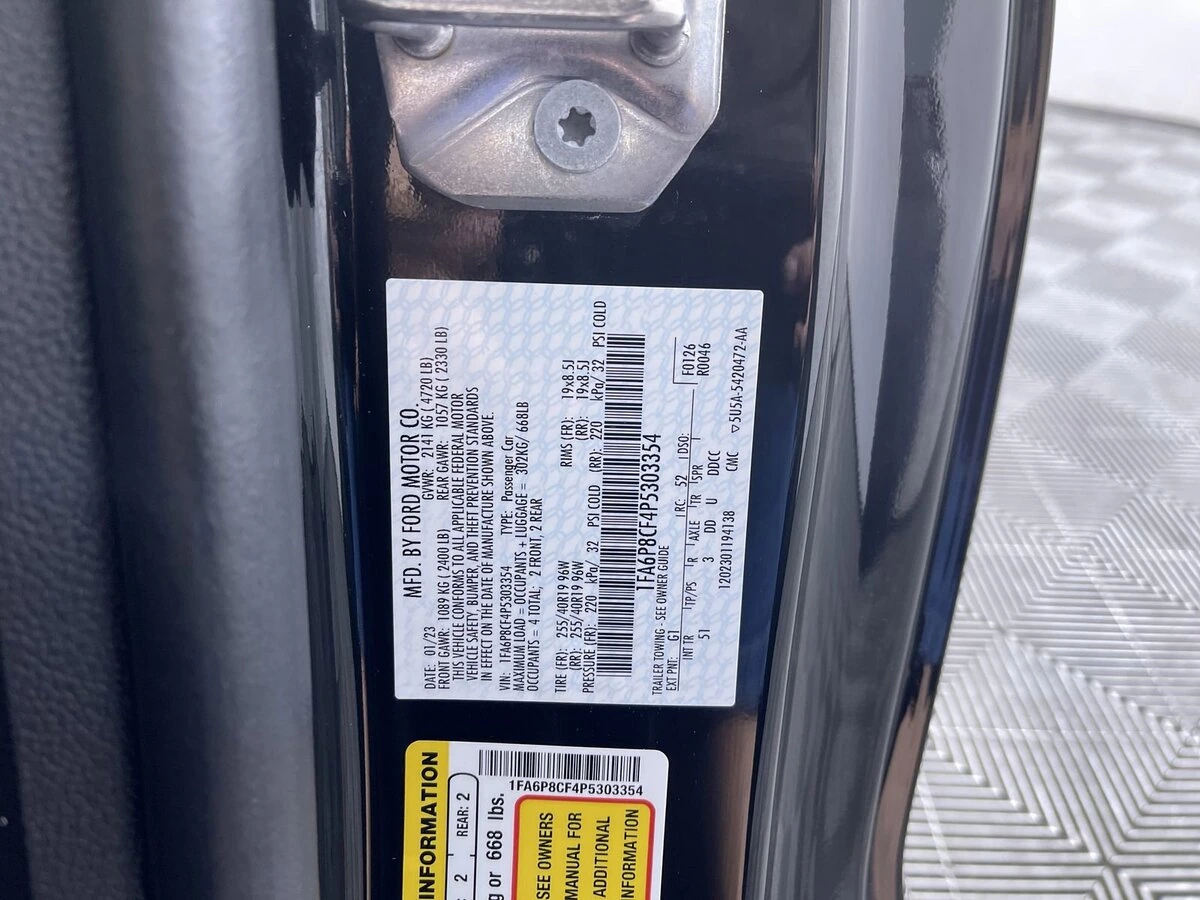 MFD. BY FORD MOTOR CO.
DATE: 01/23 GVWR: 2141 KG ( 4720 LB)
FRONT GAWR: 1089 KG ( 2400 LB) REAR GAWR: 1057 KG ( 2330 LB)
THIS VEHICLE CONFORMS TO ALL APPLICABLE FEDERAL MOTOR
VEHICLE SAFETY, BUMPER, AND THEFT PREVENTION STANDARDS
IN EFFECT ON THE DATE OF MANUFACTURE SHOWN ABOVE.
VIN: 1FA6P8CF4P5303354 TYPE: Passenger Car
MAXIMUM LOAD = OCCUPANTS + LUGGAGE = 302KG/ 668LB
OCCUPANTS = 4 TOTAL: 2 FRONT, 2 REAR
TIRE (FR): 255/40R19 96W RIMS (FR): 19x8.5J
(RR): 255/40R19 96W (RR): 19x8.5J
PRESSURE (FR): 220 kPa/ 32 PSI COLD (RR): 220 kPa/ 32 PSI COLD
1FA6P8CF4P5303354
TRAILER TOWING - SEE OWNER GUIDE
EXT PNT: G1 RC: 52 DSO: F0126
R0046
INT TR TP/PS R AXLE TR SPR
51 3 DD U DDCC
1202301194138 CMC ▽5U5A-5420472-AA
INFORMATION
2 REAR: 2
g or 668 lbs.
1FA6P8CF4P5303354
SEE OWNERS
MANUAL FOR
ADDITIONAL
INFORMATION